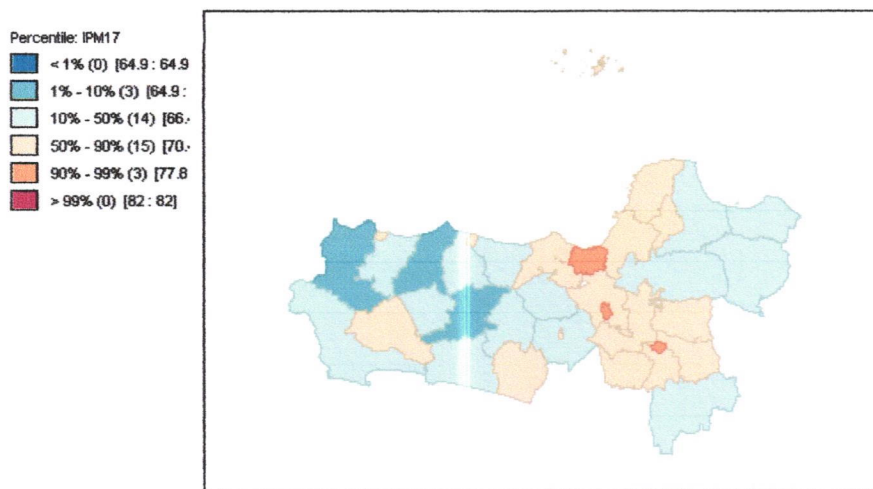 Percentile: IPM17
< 1% (0) [64.9 : 64.9
1% - 10% (3) [64.9 :
10% - 50% (14) [66.
50% - 90% (15) [70.
90% - 99% (3) [77.8
> 99% (0) [82 : 82]